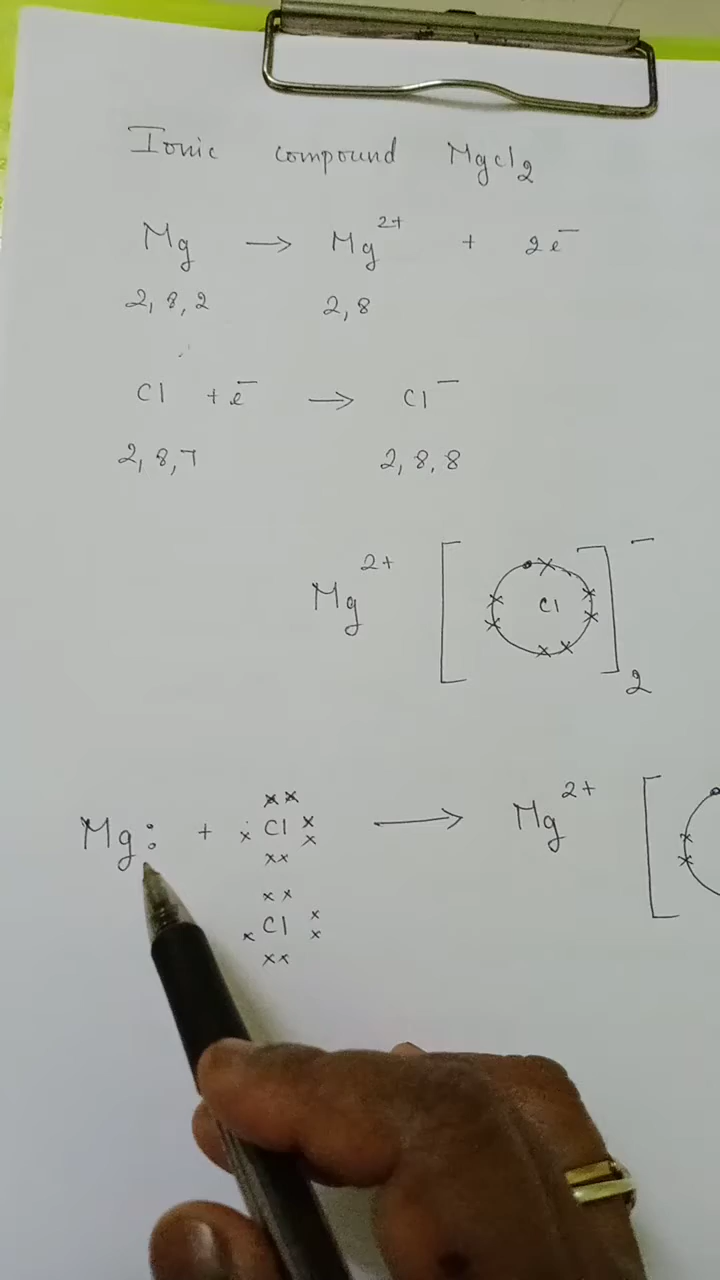 Ionic compound MgCl₂
Mg → Mg²⁺ + 2e⁻
2, 8, 2 2, 8
Cl + e⁻ → Cl⁻
2, 8, 7 2, 8, 8
Mg²⁺ [Cl]₂⁻
Mg: + Cl → Mg²⁺ [
Cl